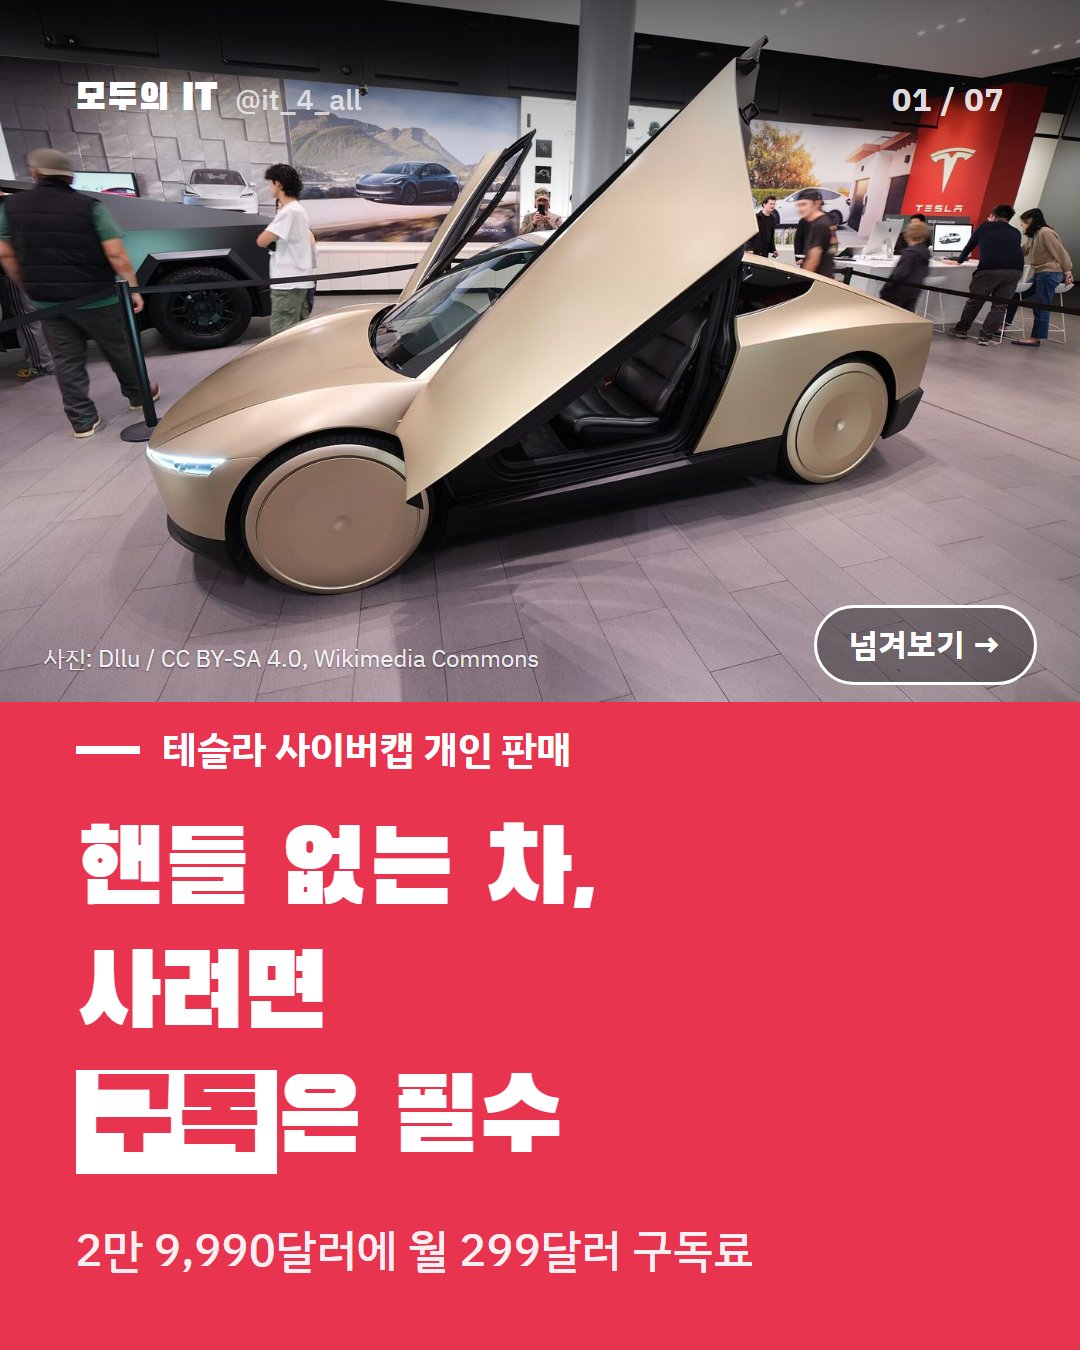 모두의 IT @it_4_all
01 / 07
TESLA
사진: Dllu / CC BY-SA 4.0, Wikimedia Commons
넘겨보기 →
테슬라 사이버캡 개인 판매
핸들 없는 차,
사려면
구독은 필수
2만 9,990달러에 월 299달러 구독료